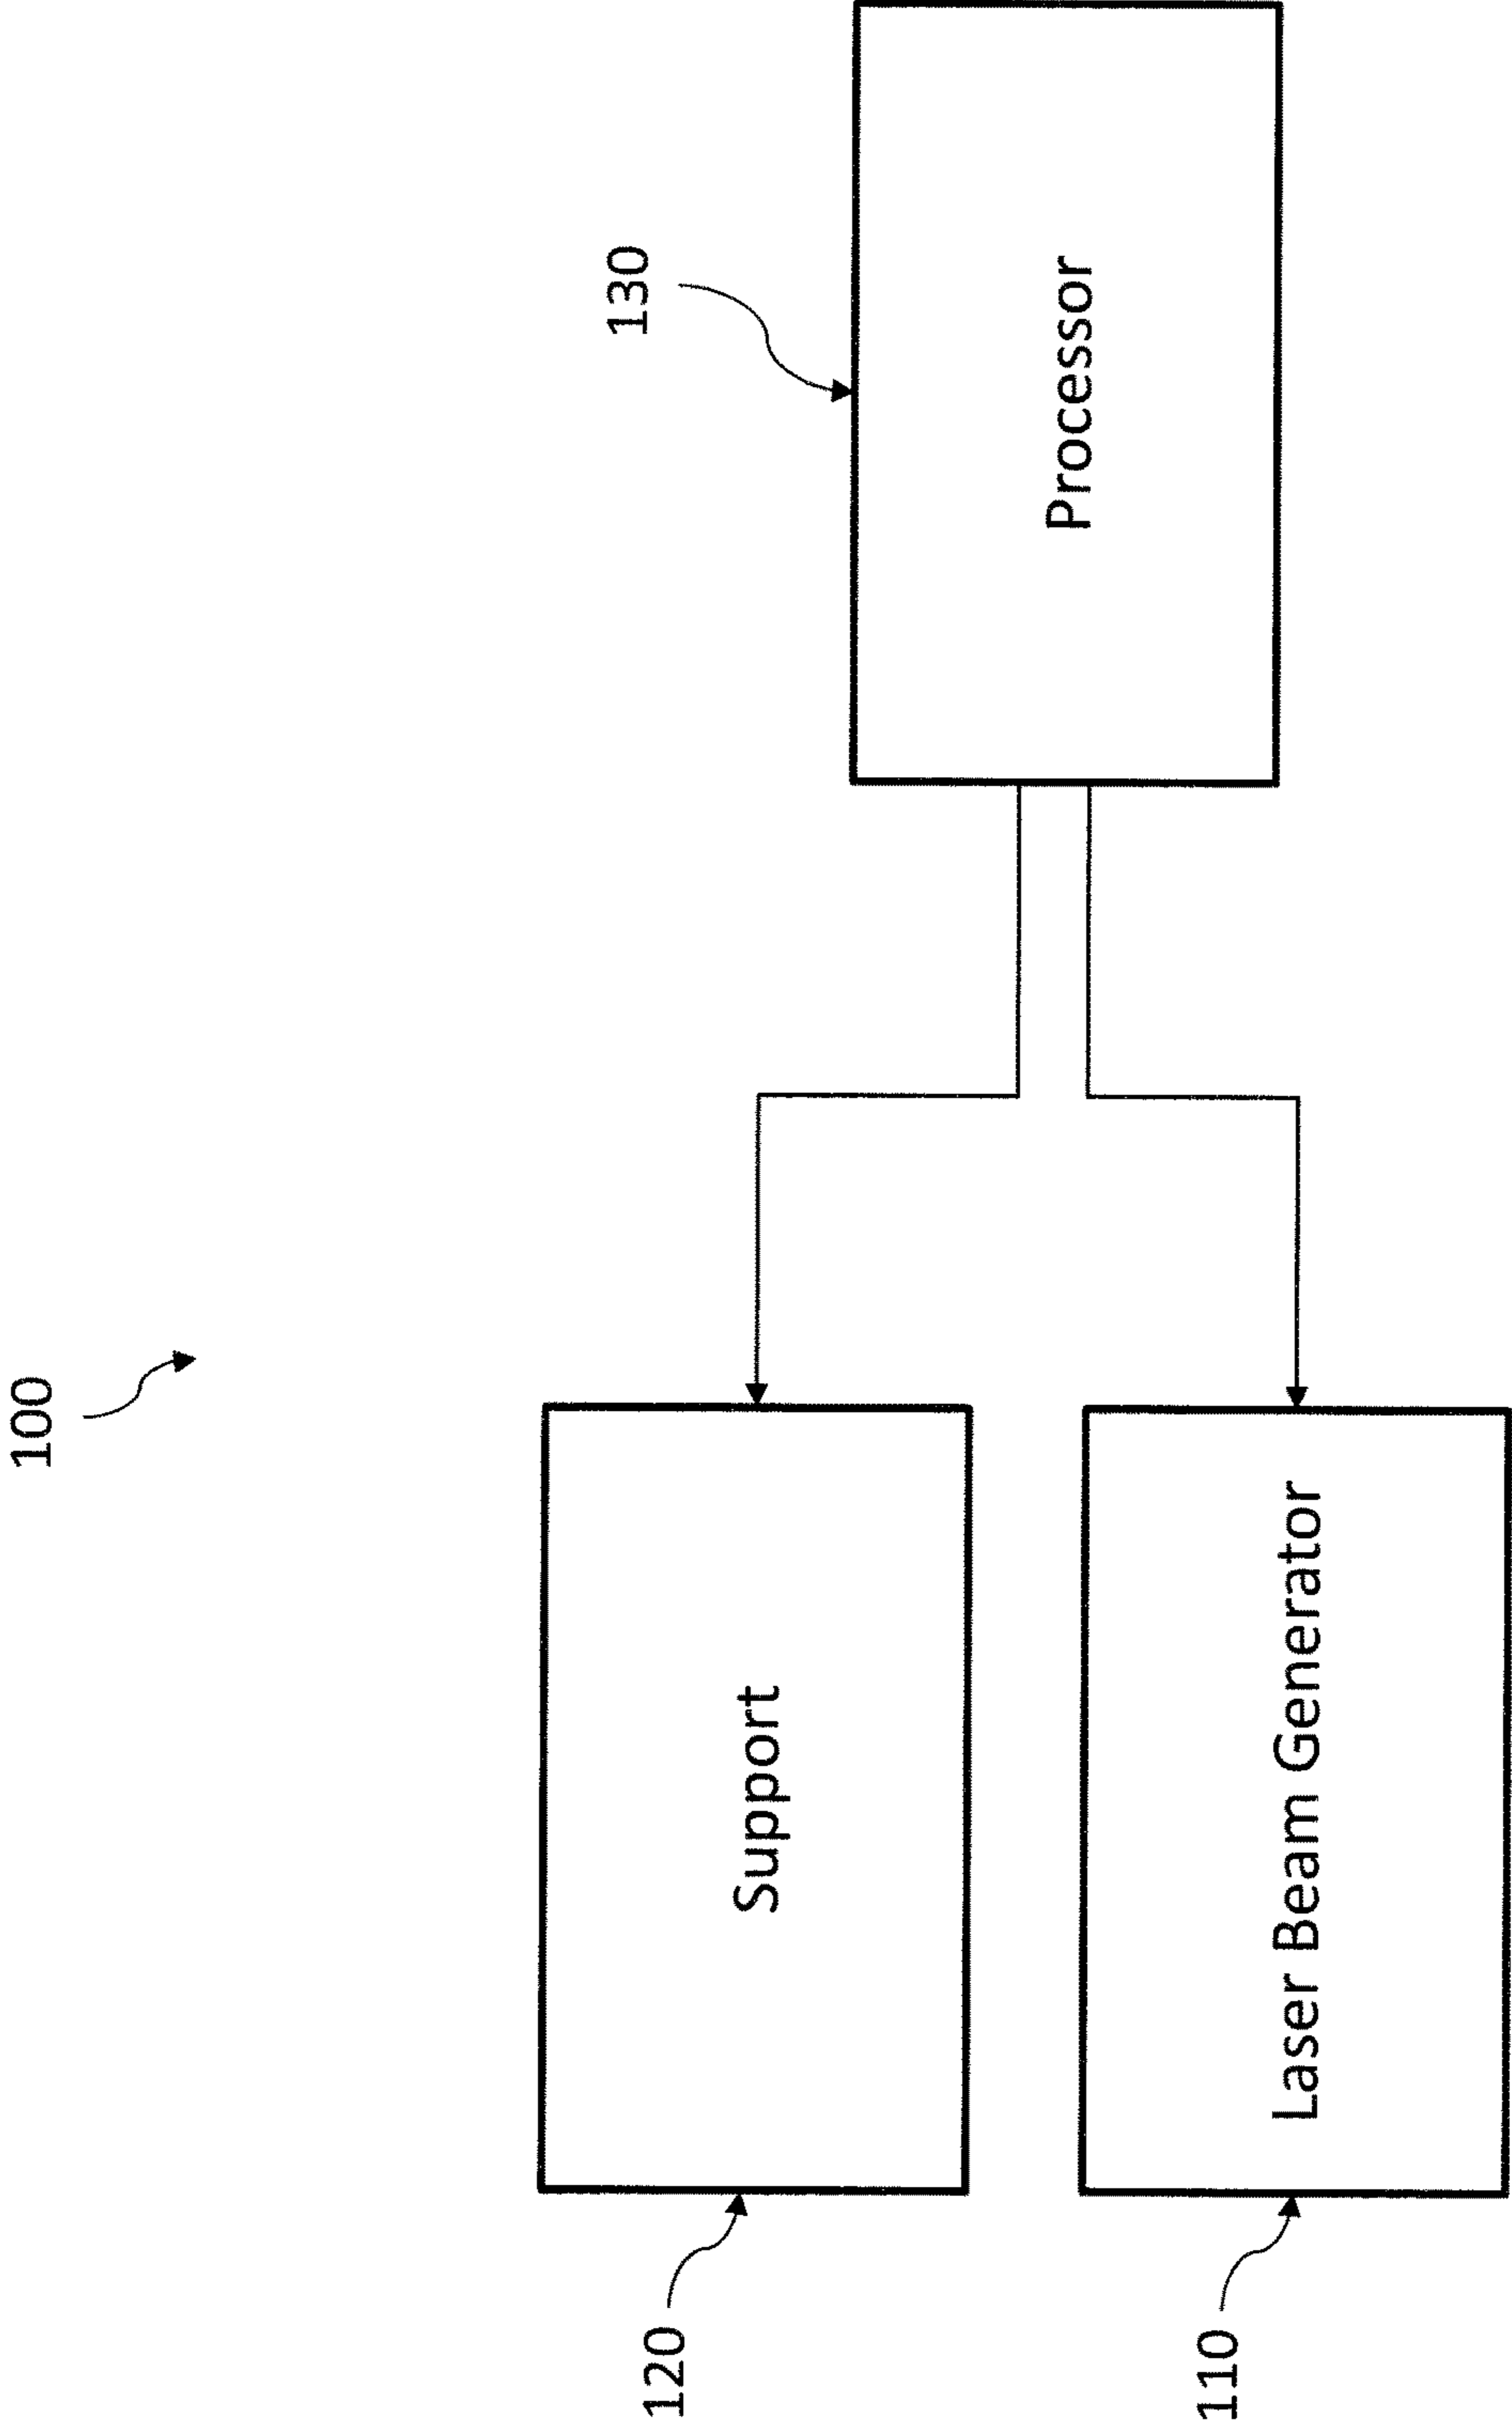 100
120
Support
130
Processor
110
Laser Beam Generator